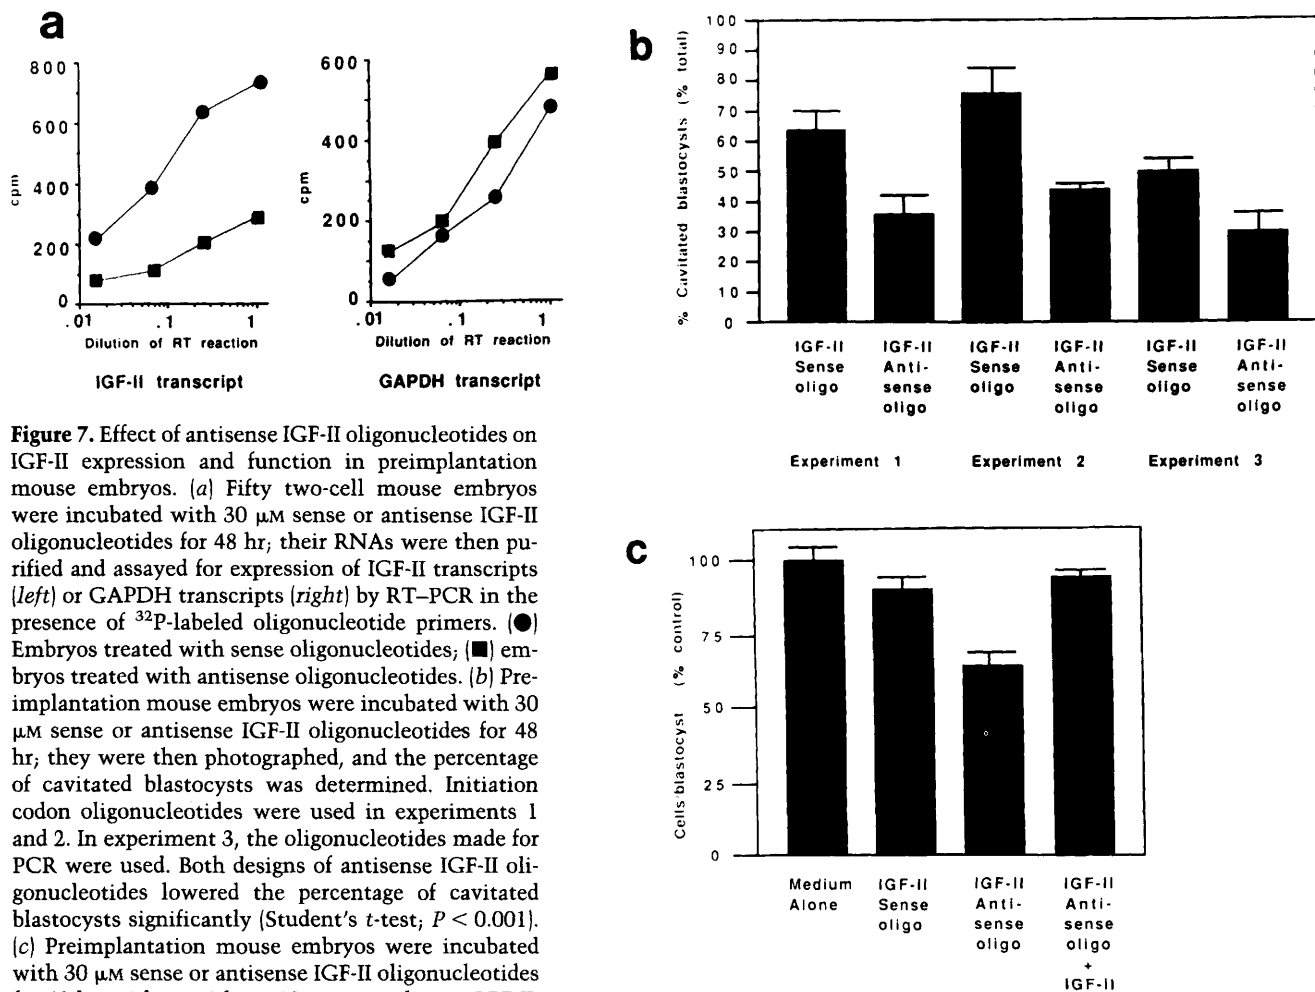 a
800
600
400
200
0
cpm
.01 .1 1
Dilution of RT reaction
IGF-II transcript
600
400
200
0
cpm
.01 .1 1
Dilution of RT reaction
GAPDH transcript
Figure 7. Effect of antisense IGF-II oligonucleotides on
IGF-II expression and function in preimplantation
mouse embryos. (a) Fifty two-cell mouse embryos
were incubated with 30 μM sense or antisense IGF-II
oligonucleotides for 48 hr; their RNAs were then pu-
rified and assayed for expression of IGF-II transcripts
(left) or GAPDH transcripts (right) by RT–PCR in the
presence of ³²P-labeled oligonucleotide primers. (●)
Embryos treated with sense oligonucleotides; (■) em-
bryos treated with antisense oligonucleotides. (b) Pre-
implantation mouse embryos were incubated with 30
μM sense or antisense IGF-II oligonucleotides for 48
hr; they were then photographed, and the percentage
of cavitated blastocysts was determined. Initiation
codon oligonucleotides were used in experiments 1
and 2. In experiment 3, the oligonucleotides made for
PCR were used. Both designs of antisense IGF-II oli-
gonucleotides lowered the percentage of cavitated
blastocysts significantly (Student's t-test; P < 0.001).
(c) Preimplantation mouse embryos were incubated
with 30 μM sense or antisense IGF-II oligonucleotides
b
% Cavitated blastocysts (% total)
100
90
80
70
60
50
40
30
20
10
0
IGF-II IGF-II IGF-II IGF-II IGF-II IGF-II
Sense Anti- Sense Anti- Sense Anti-
oligo sense oligo sense oligo sense
oligo oligo oligo
Experiment 1 Experiment 2 Experiment 3
c
Cells/blastocyst (% control)
100
75
50
25
0
Medium IGF-II IGF-II IGF-II
Alone Sense Anti- Anti-
oligo sense sense
oligo oligo
+
IGF-II